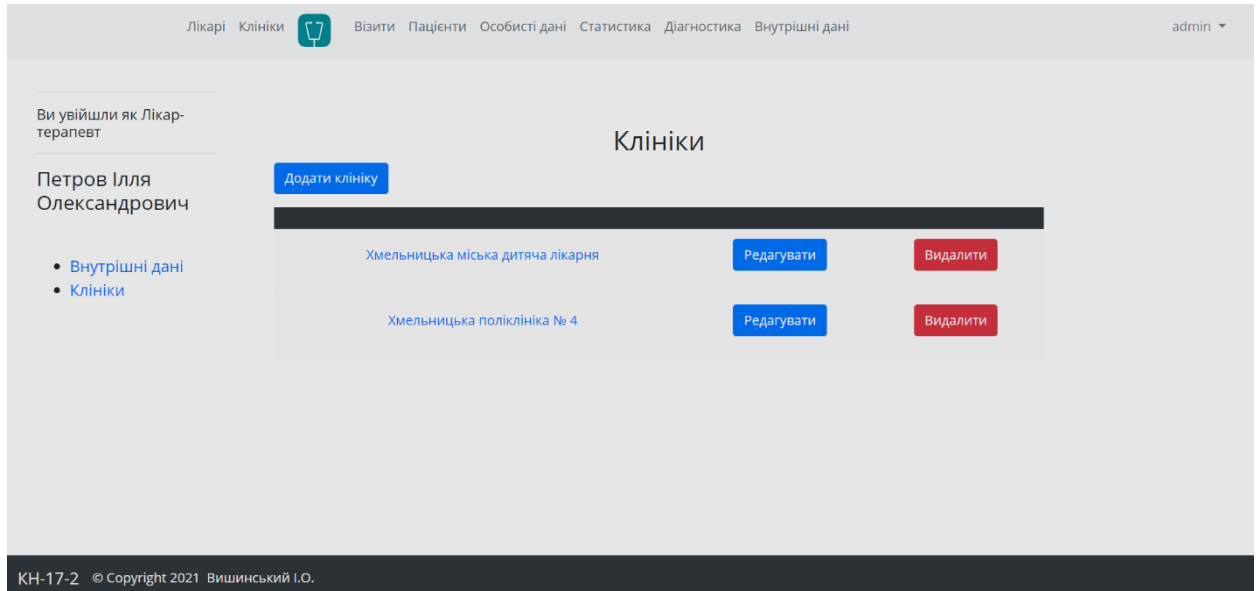 Лікарі Клініки Візити Пацієнти Особисті дані Статистика Діагностика Внутрішні дані admin
Ви увійшли як Лікар-
терапевт
Петров Ілля
Олександрович
Внутрішні дані
Клініки
Клініки
Додати клініку
Хмельницька міська дитяча лікарня Редагувати Видалити
Хмельницька поліклініка № 4 Редагувати Видалити
КН-17-2 © Copyright 2021 Вишинський І.О.